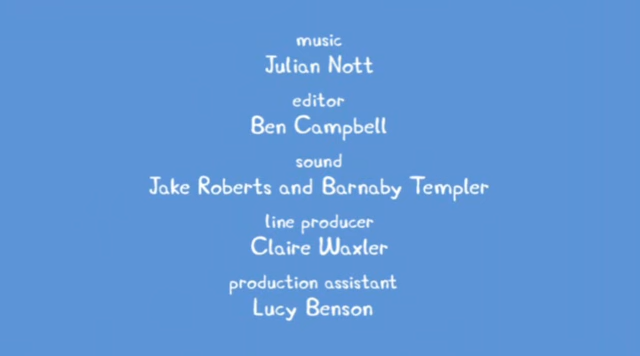 music
Julian Nott
editor
Ben Campbell
sound
Jake Roberts and Barnaby Templer
line producer
Claire Waxler
production assistant
Lucy Benson